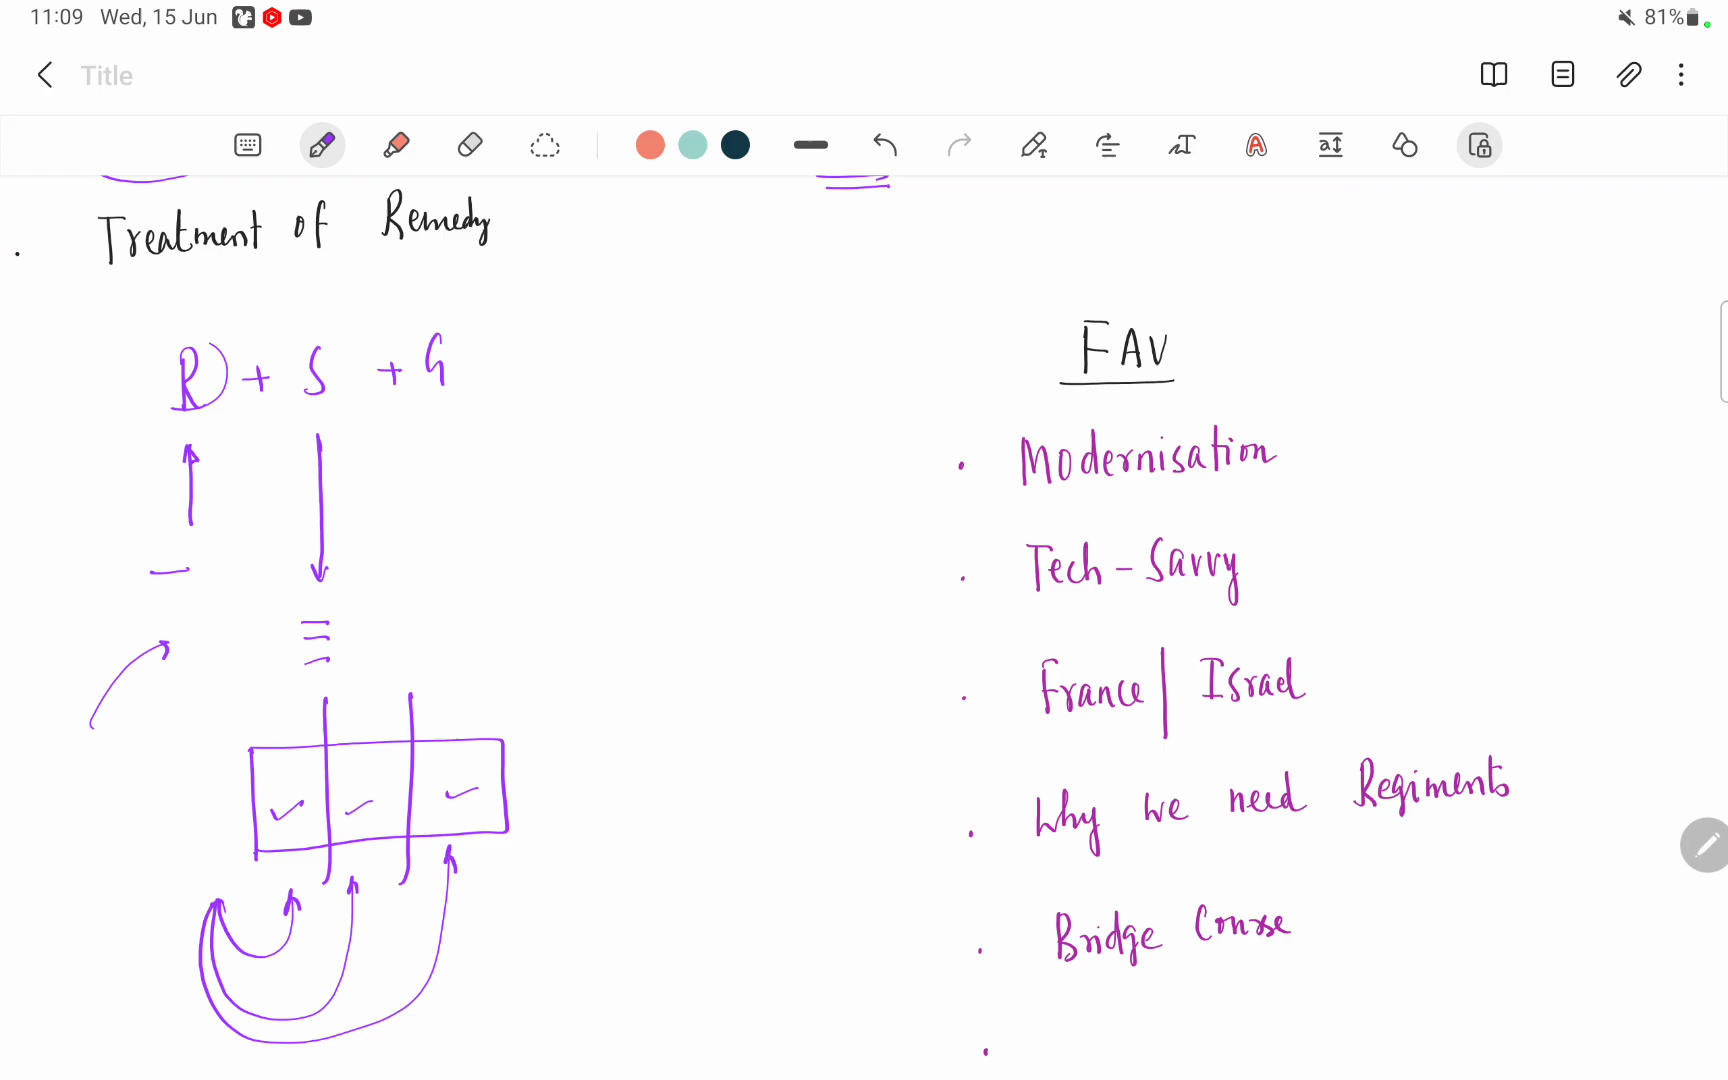 11:09 Wed, 15 Jun
81%
Title
Treatment of Remedy
R + S + G
FAV
. Modernisation
. Tech - Savvy
. France | Israel
. Why we need Regiments
. Bridge Course
.